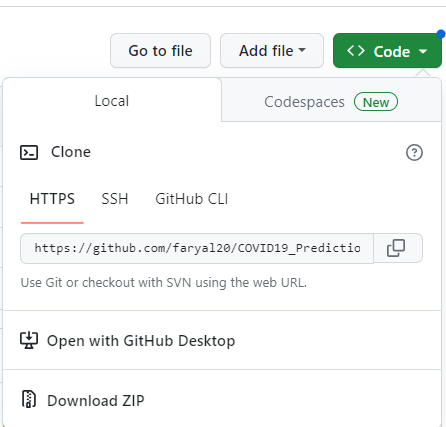 Go to file Add file Code
Local Codespaces New
Clone
HTTPS SSH GitHub CLI
https://github.com/faryal20/COVID19_Predictio
Use Git or checkout with SVN using the web URL.
Open with GitHub Desktop
Download ZIP